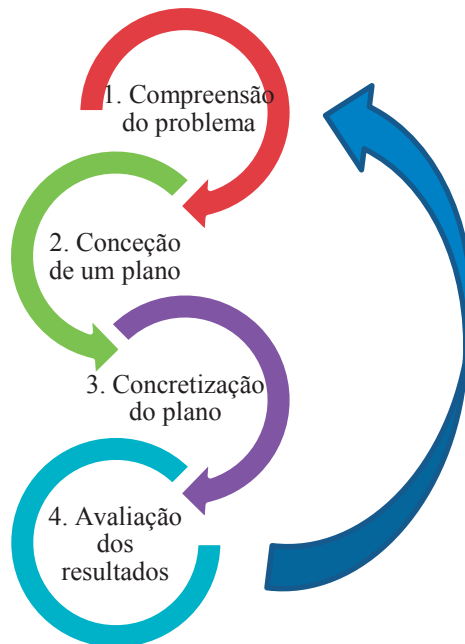 1. Compreensão
do problema
2. Conceção
de um plano
3. Concretização
do plano
4. Avaliação
dos
resultados